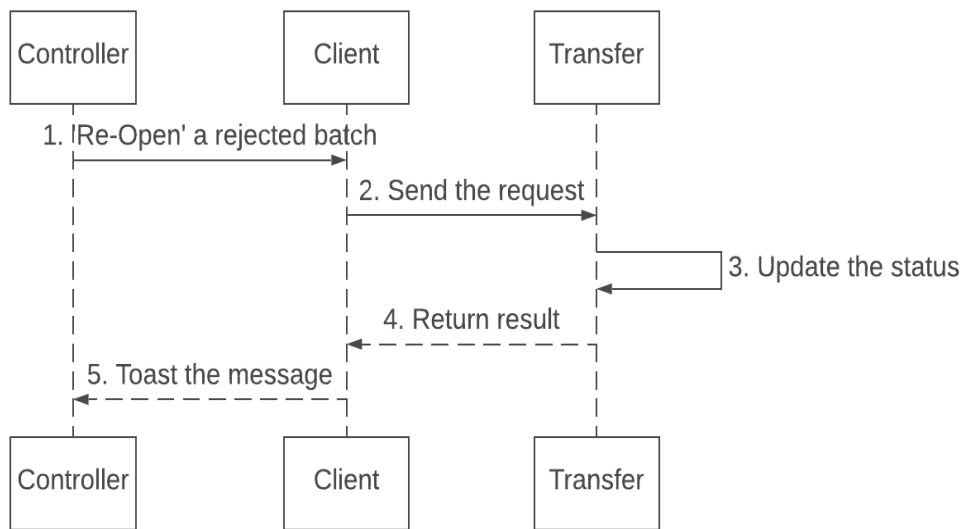 Controller
Client
Transfer
1. 'Re-Open' a rejected batch
2. Send the request
3. Update the status
4. Return result
5. Toast the message
Controller
Client
Transfer